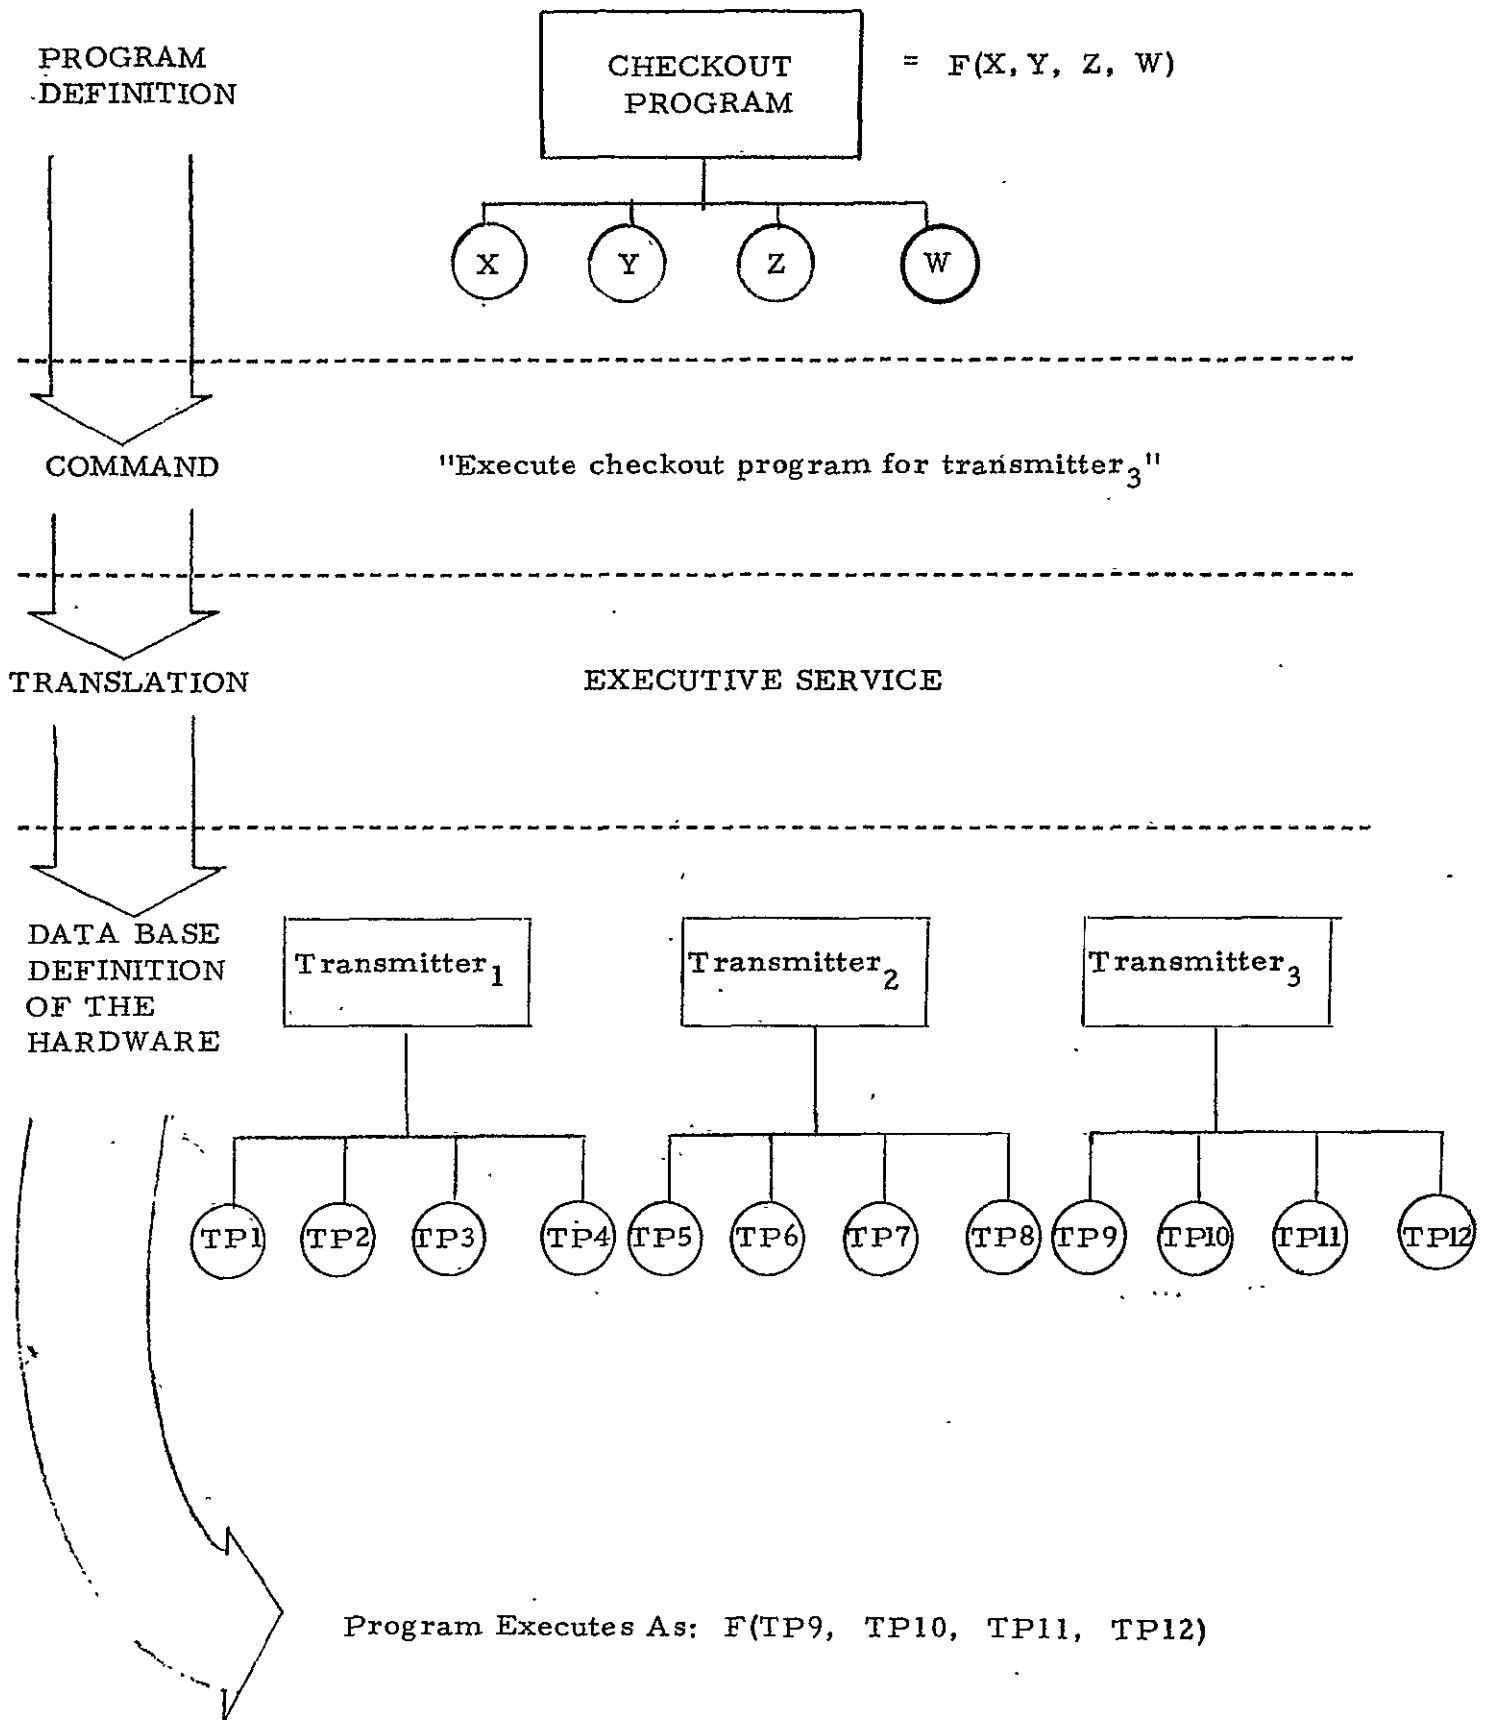 PROGRAM
DEFINITION
CHECKOUT
PROGRAM
= F(X, Y, Z, W)
X
Y
Z
W
COMMAND
"Execute checkout program for transmitter3"
TRANSLATION
EXECUTIVE SERVICE
DATA BASE
DEFINITION
OF THE
HARDWARE
Transmitter1
Transmitter2
Transmitter3
TP1
TP2
TP3
TP4
TP5
TP6
TP7
TP8
TP9
TP10
TP11
TP12
Program Executes As: F(TP9, TP10, TP11, TP12)